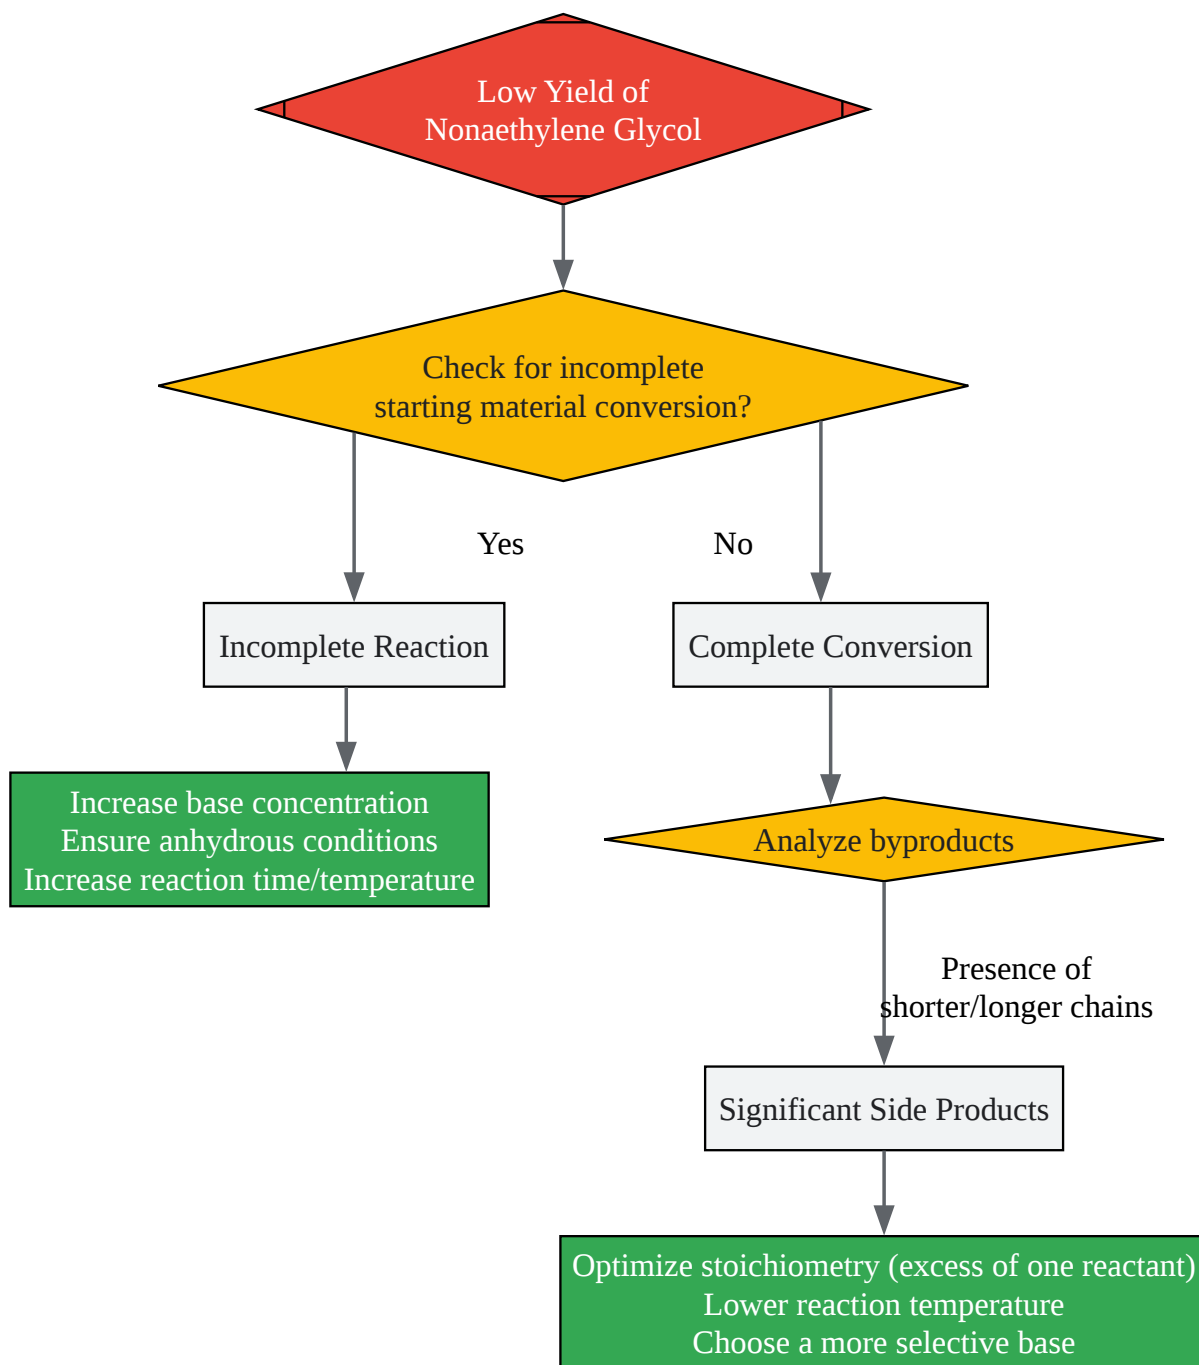 Low Yield of
Nonaethylene Glycol
Check for incomplete
starting material conversion?
Yes
No
Incomplete Reaction
Complete Conversion
Increase base concentration
Ensure anhydrous conditions
Increase reaction time/temperature
Analyze byproducts
Presence of
shorter/longer chains
Significant Side Products
Optimize stoichiometry (excess of one reactant)
Lower reaction temperature
Choose a more selective base